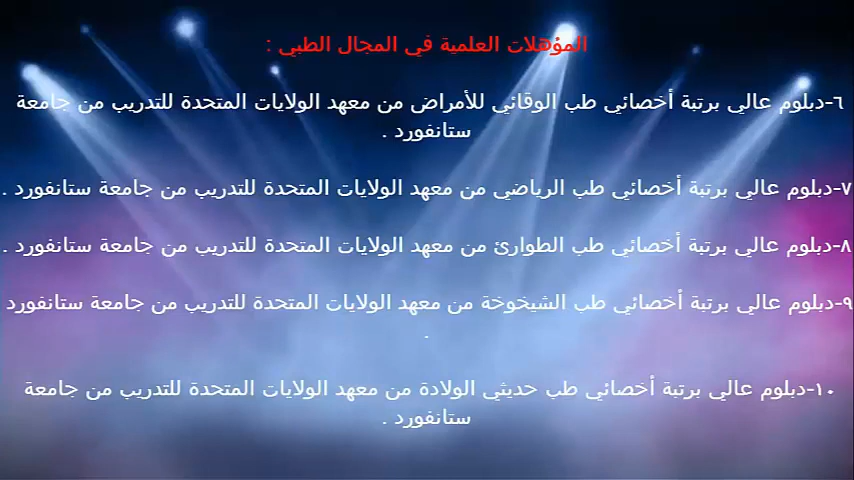 المؤهلات العلمية في المجال الطبي :
٦-دبلوم عالي برتبة أخصائي طب الوقائي للأمراض من معهد الولايات المتحدة للتدريب من جامعة
ستانفورد .
٧-دبلوم عالي برتبة أخصائي طب الرياضي من معهد الولايات المتحدة للتدريب من جامعة ستانفورد .
٨-دبلوم عالي برتبة أخصائي طب الطوارئ من معهد الولايات المتحدة للتدريب من جامعة ستانفورد .
٩-دبلوم عالي برتبة أخصائي طب الشيخوخة من معهد الولايات المتحدة للتدريب من جامعة ستانفورد
.
١٠-دبلوم عالي برتبة أخصائي طب حديثي الولادة من معهد الولايات المتحدة للتدريب من جامعة
ستانفورد .